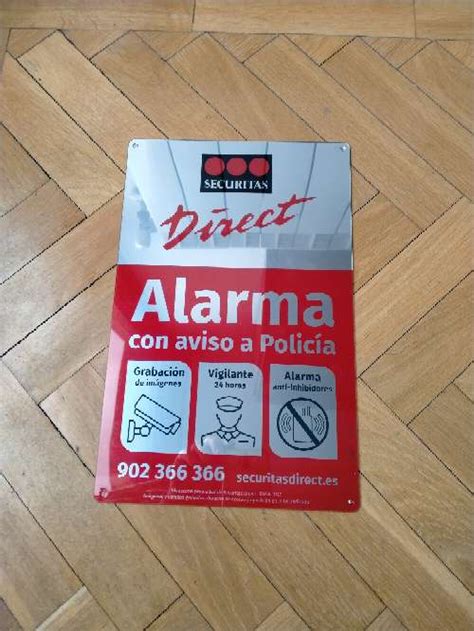 SECURITAS
Direct
Alarma
con aviso a Policía
Grabación
de imágenes
Vigilante
24 horas
Alarma
anti-inhibidores
902 366 366 securitasdirect.es